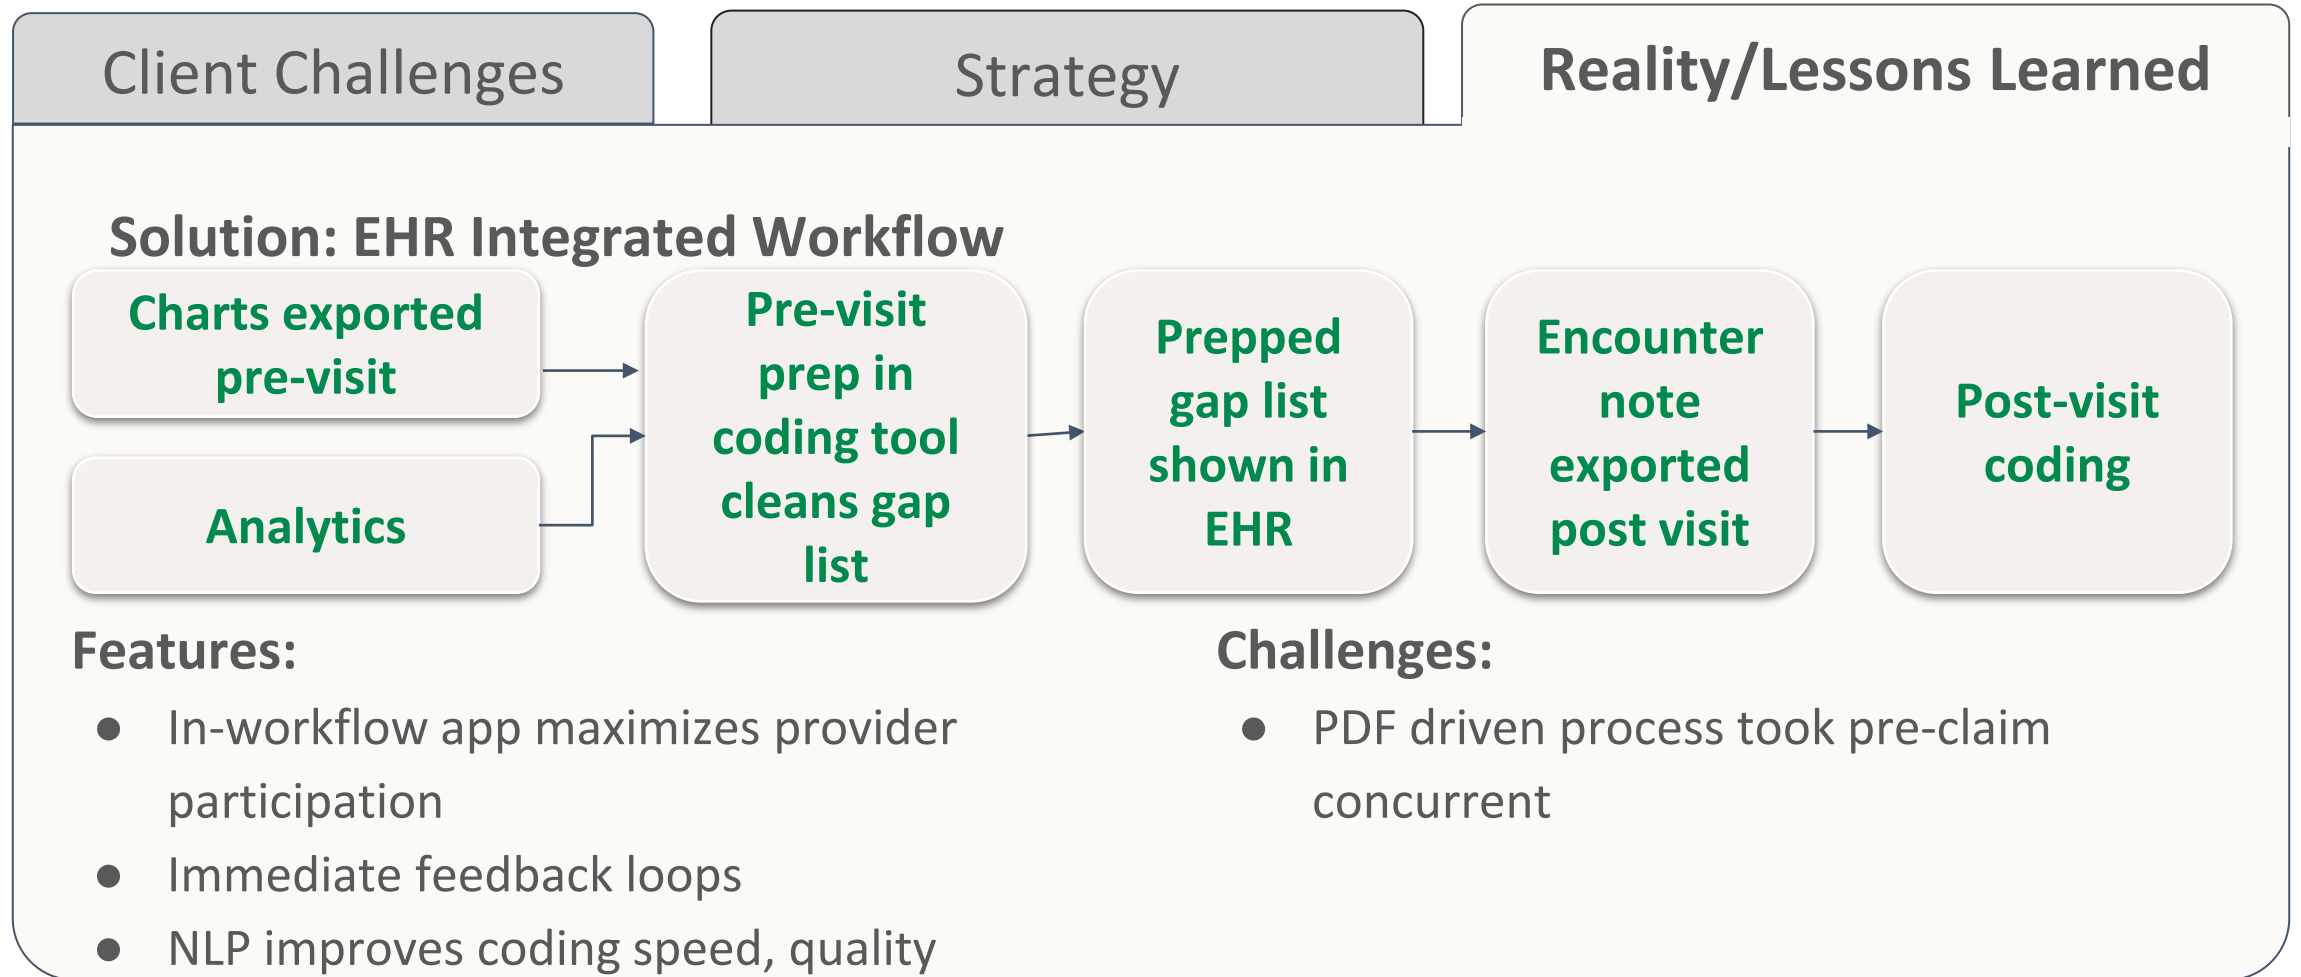 Client Challenges
Strategy
Reality/Lessons Learned
Solution: EHR Integrated Workflow
Charts exported
pre-visit
Analytics
Pre-visit
prep in
coding tool
cleans gap
list
Prepped
gap list
shown in
EHR
Encounter
note
exported
post visit
Post-visit
coding
Features:
● In-workflow app maximizes provider
participation
● Immediate feedback loops
● NLP improves coding speed, quality
Challenges:
● PDF driven process took pre-claim
concurrent